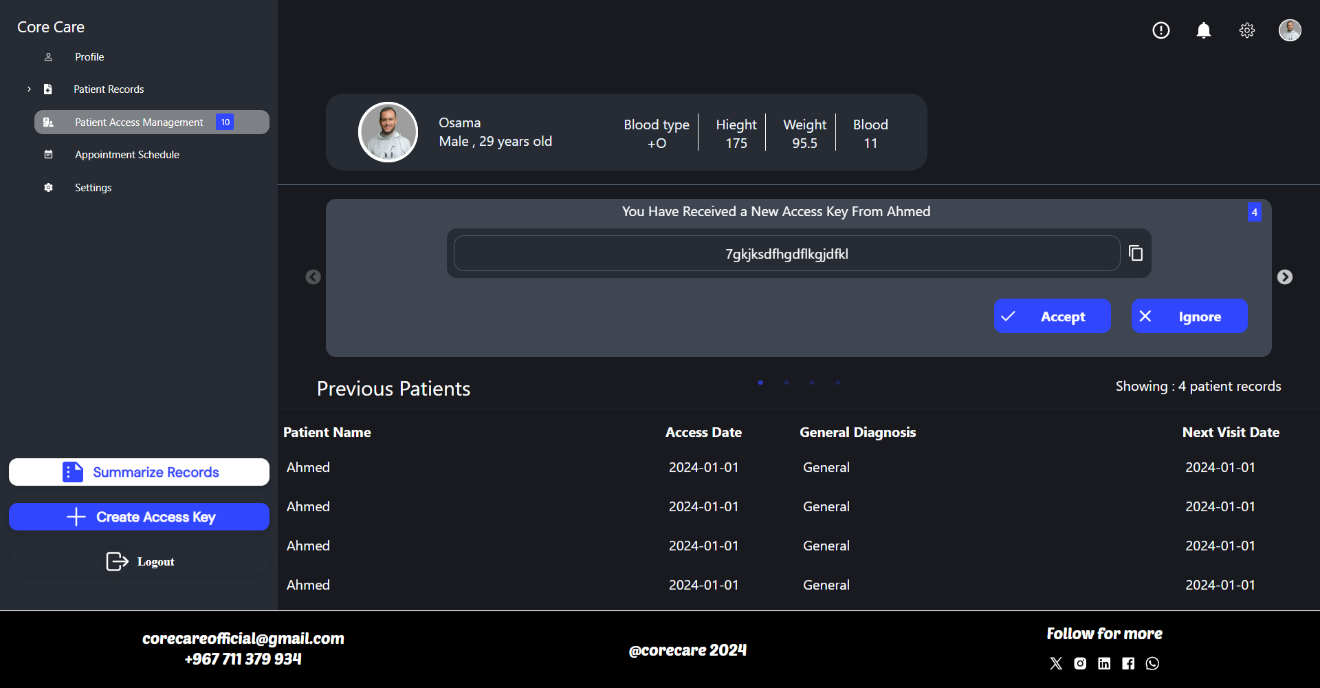 Core Care
Profile
Patient Records
Patient Access Management 10
Appointment Schedule
Settings
Summarize Records
Create Access Key
Logout
Osama
Male , 29 years old
Blood type
+O
Hieght
175
Weight
95.5
Blood
11
You Have Received a New Access Key From Ahmed
4
7gkjksdfhgdflkgjdfkl
Accept
Ignore
Previous Patients
Showing : 4 patient records
Patient Name Access Date General Diagnosis Next Visit Date
Ahmed 2024-01-01 General 2024-01-01
Ahmed 2024-01-01 General 2024-01-01
Ahmed 2024-01-01 General 2024-01-01
Ahmed 2024-01-01 General 2024-01-01
corecareofficial@gmail.com
+967 711 379 934
@corecare 2024
Follow for more